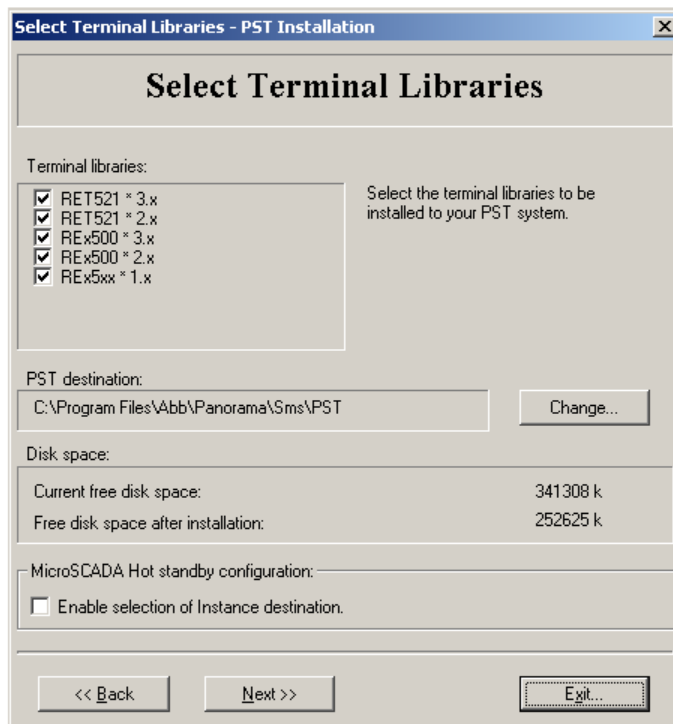 Select Terminal Libraries - PST Installation
Select Terminal Libraries
Terminal libraries:
RET521 * 3.x
RET521 * 2.x
REx500 * 3.x
REx500 * 2.x
REx5xx * 1.x
Select the terminal libraries to be
installed to your PST system.
PST destination:
C:\Program Files\Abb\Panorama\Sms\PST
Change...
Disk space:
Current free disk space: 341308 k
Free disk space after installation: 252625 k
MicroSCADA Hot standby configuration:
Enable selection of Instance destination.
<< Back
Next >>
Exit...